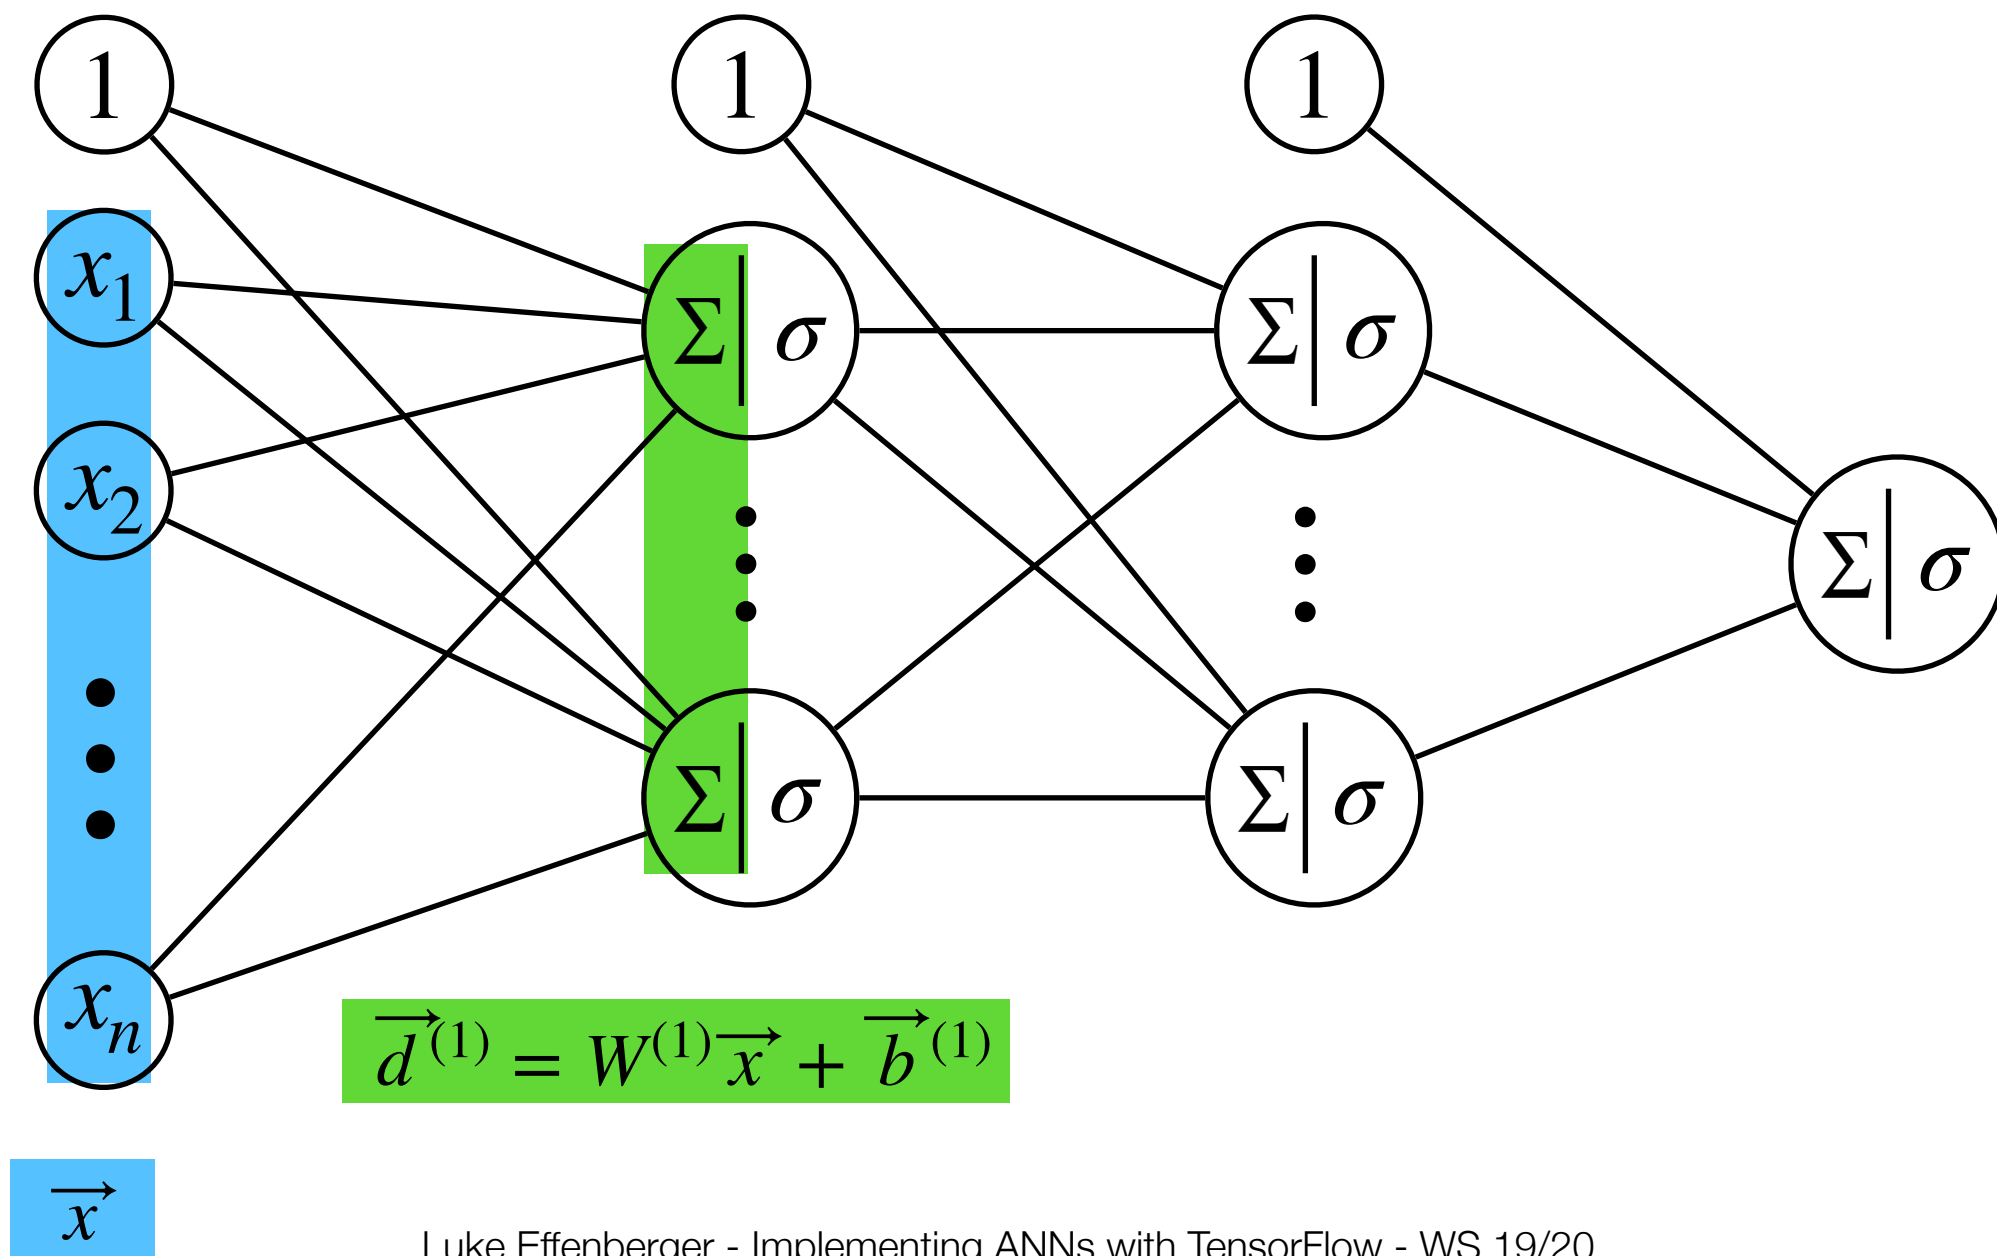 1 1 1
x₁
Σ | σ Σ | σ
x₂
Σ | σ
Σ | σ Σ | σ
xₙ
d⃗⁽¹⁾ = W⁽¹⁾x⃗ + b⃗⁽¹⁾
x⃗
Luke Effenberger - Implementing ANNs with TensorFlow - WS 19/20